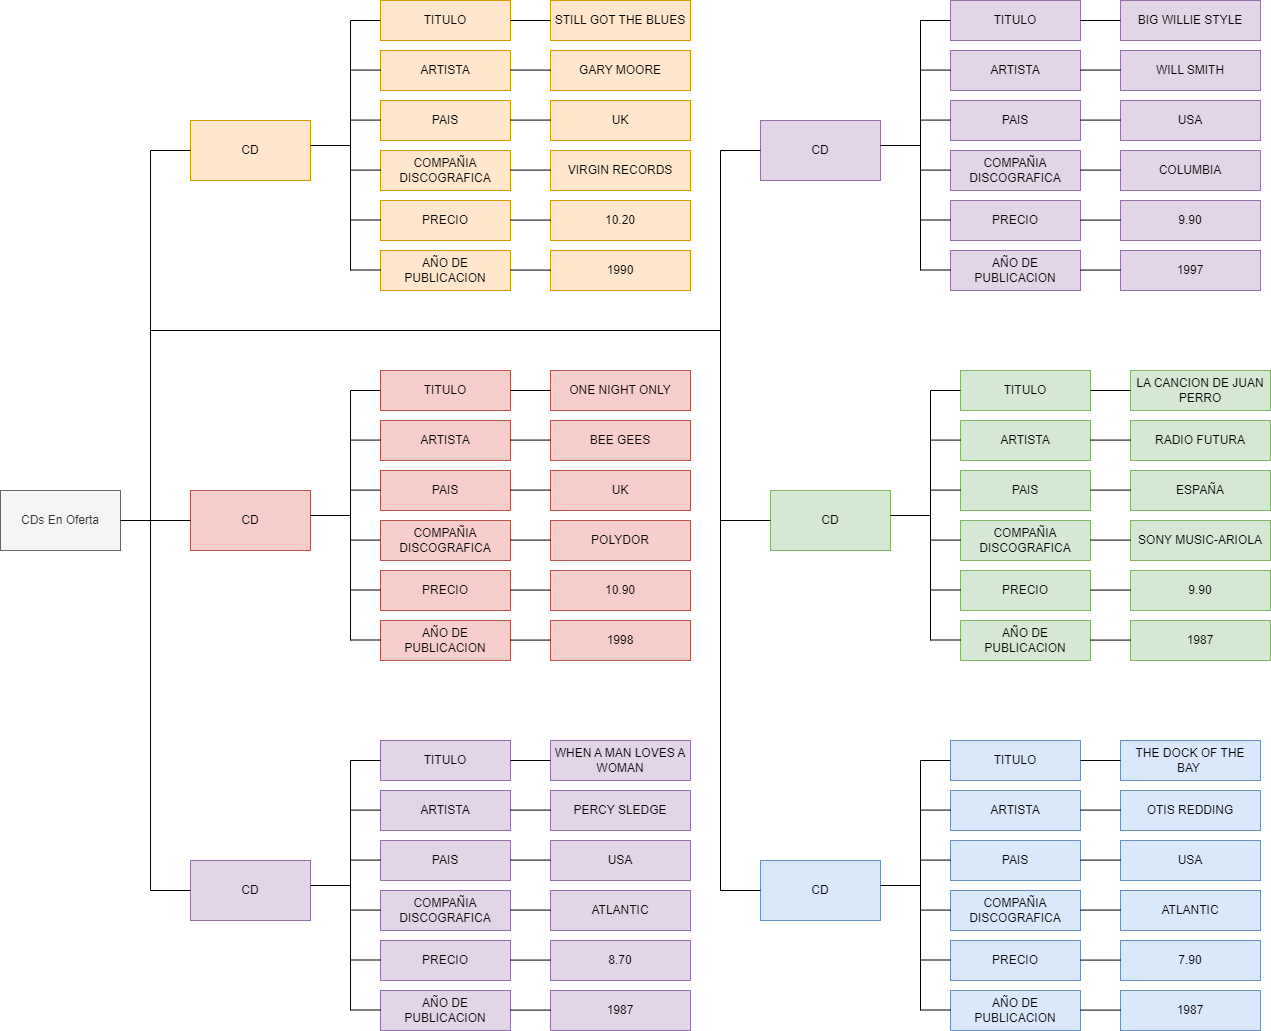 CDs En Oferta
CD
TITULO
STILL GOT THE BLUES
ARTISTA
GARY MOORE
PAIS
UK
COMPAÑIA
DISCOGRAFICA
VIRGIN RECORDS
PRECIO
10.20
AÑO DE
PUBLICACION
1990
CD
TITULO
ONE NIGHT ONLY
ARTISTA
BEE GEES
PAIS
UK
COMPAÑIA
DISCOGRAFICA
POLYDOR
PRECIO
10.90
AÑO DE
PUBLICACION
1998
CD
TITULO
WHEN A MAN LOVES A
WOMAN
ARTISTA
PERCY SLEDGE
PAIS
USA
COMPAÑIA
DISCOGRAFICA
ATLANTIC
PRECIO
8.70
AÑO DE
PUBLICACION
1987
CD
TITULO
BIG WILLIE STYLE
ARTISTA
WILL SMITH
PAIS
USA
COMPAÑIA
DISCOGRAFICA
COLUMBIA
PRECIO
9.90
AÑO DE
PUBLICACION
1997
CD
TITULO
LA CANCION DE JUAN
PERRO
ARTISTA
RADIO FUTURA
PAIS
ESPAÑA
COMPAÑIA
DISCOGRAFICA
SONY MUSIC-ARIOLA
PRECIO
9.90
AÑO DE
PUBLICACION
1987
CD
TITULO
THE DOCK OF THE
BAY
ARTISTA
OTIS REDDING
PAIS
USA
COMPAÑIA
DISCOGRAFICA
ATLANTIC
PRECIO
7.90
AÑO DE
PUBLICACION
1987